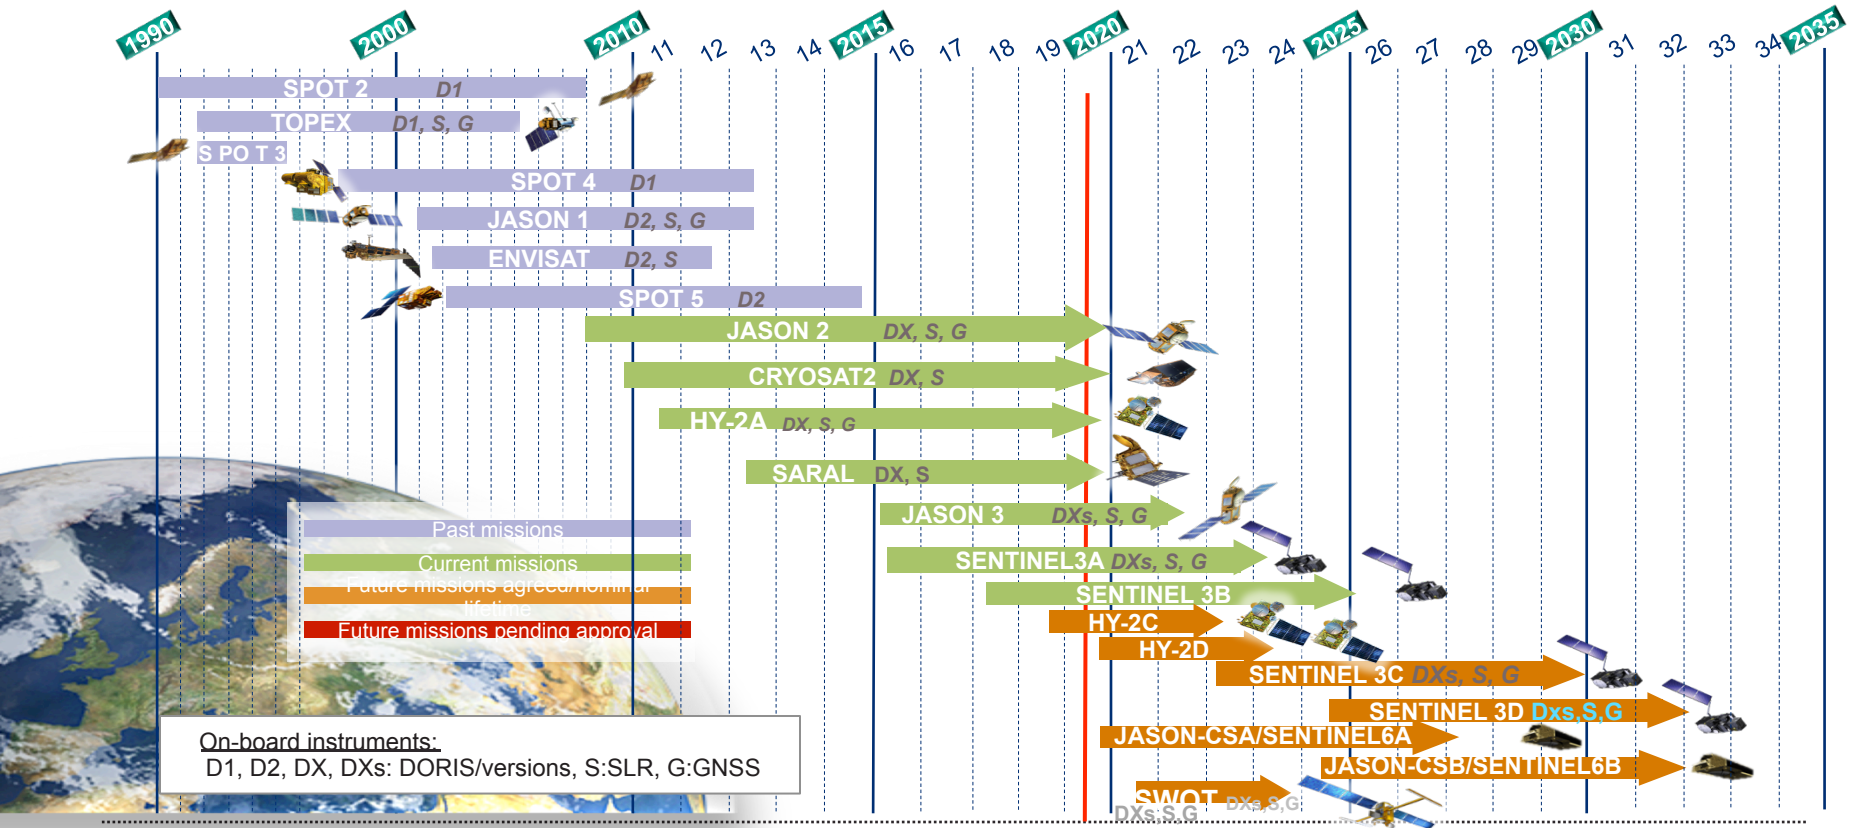 1990 2000 2010 11 12 13 14 2015 16 17 18 19 2020 21 22 23 24 2025 26 27 28 29 2030 31 32 33 34 2035
SPOT 2 D1
TOPEX D1, S, G
S PO T 3
SPOT 4 D1
JASON 1 D2, S, G
ENVISAT D2, S
SPOT 5 D2
JASON 2 DX, S, G
CRYOSAT2 DX, S
HY-2A DX, S, G
SARAL DX, S
JASON 3 DXs, S, G
Past missions
SENTINEL3A DXs, S, G
Current missions
Future missions agreed/nominal
lifetime
SENTINEL 3B
HY-2C
Future missions pending approval
HY-2D
SENTINEL 3C DXs, S, G
SENTINEL 3D Dxs,S,G
JASON-CSA/SENTINEL6A
On-board instruments:
D1, D2, DX, DXs: DORIS/versions, S:SLR, G:GNSS
JASON-CSB/SENTINEL6B
SWOT DXs,S,G
DXs,S,G